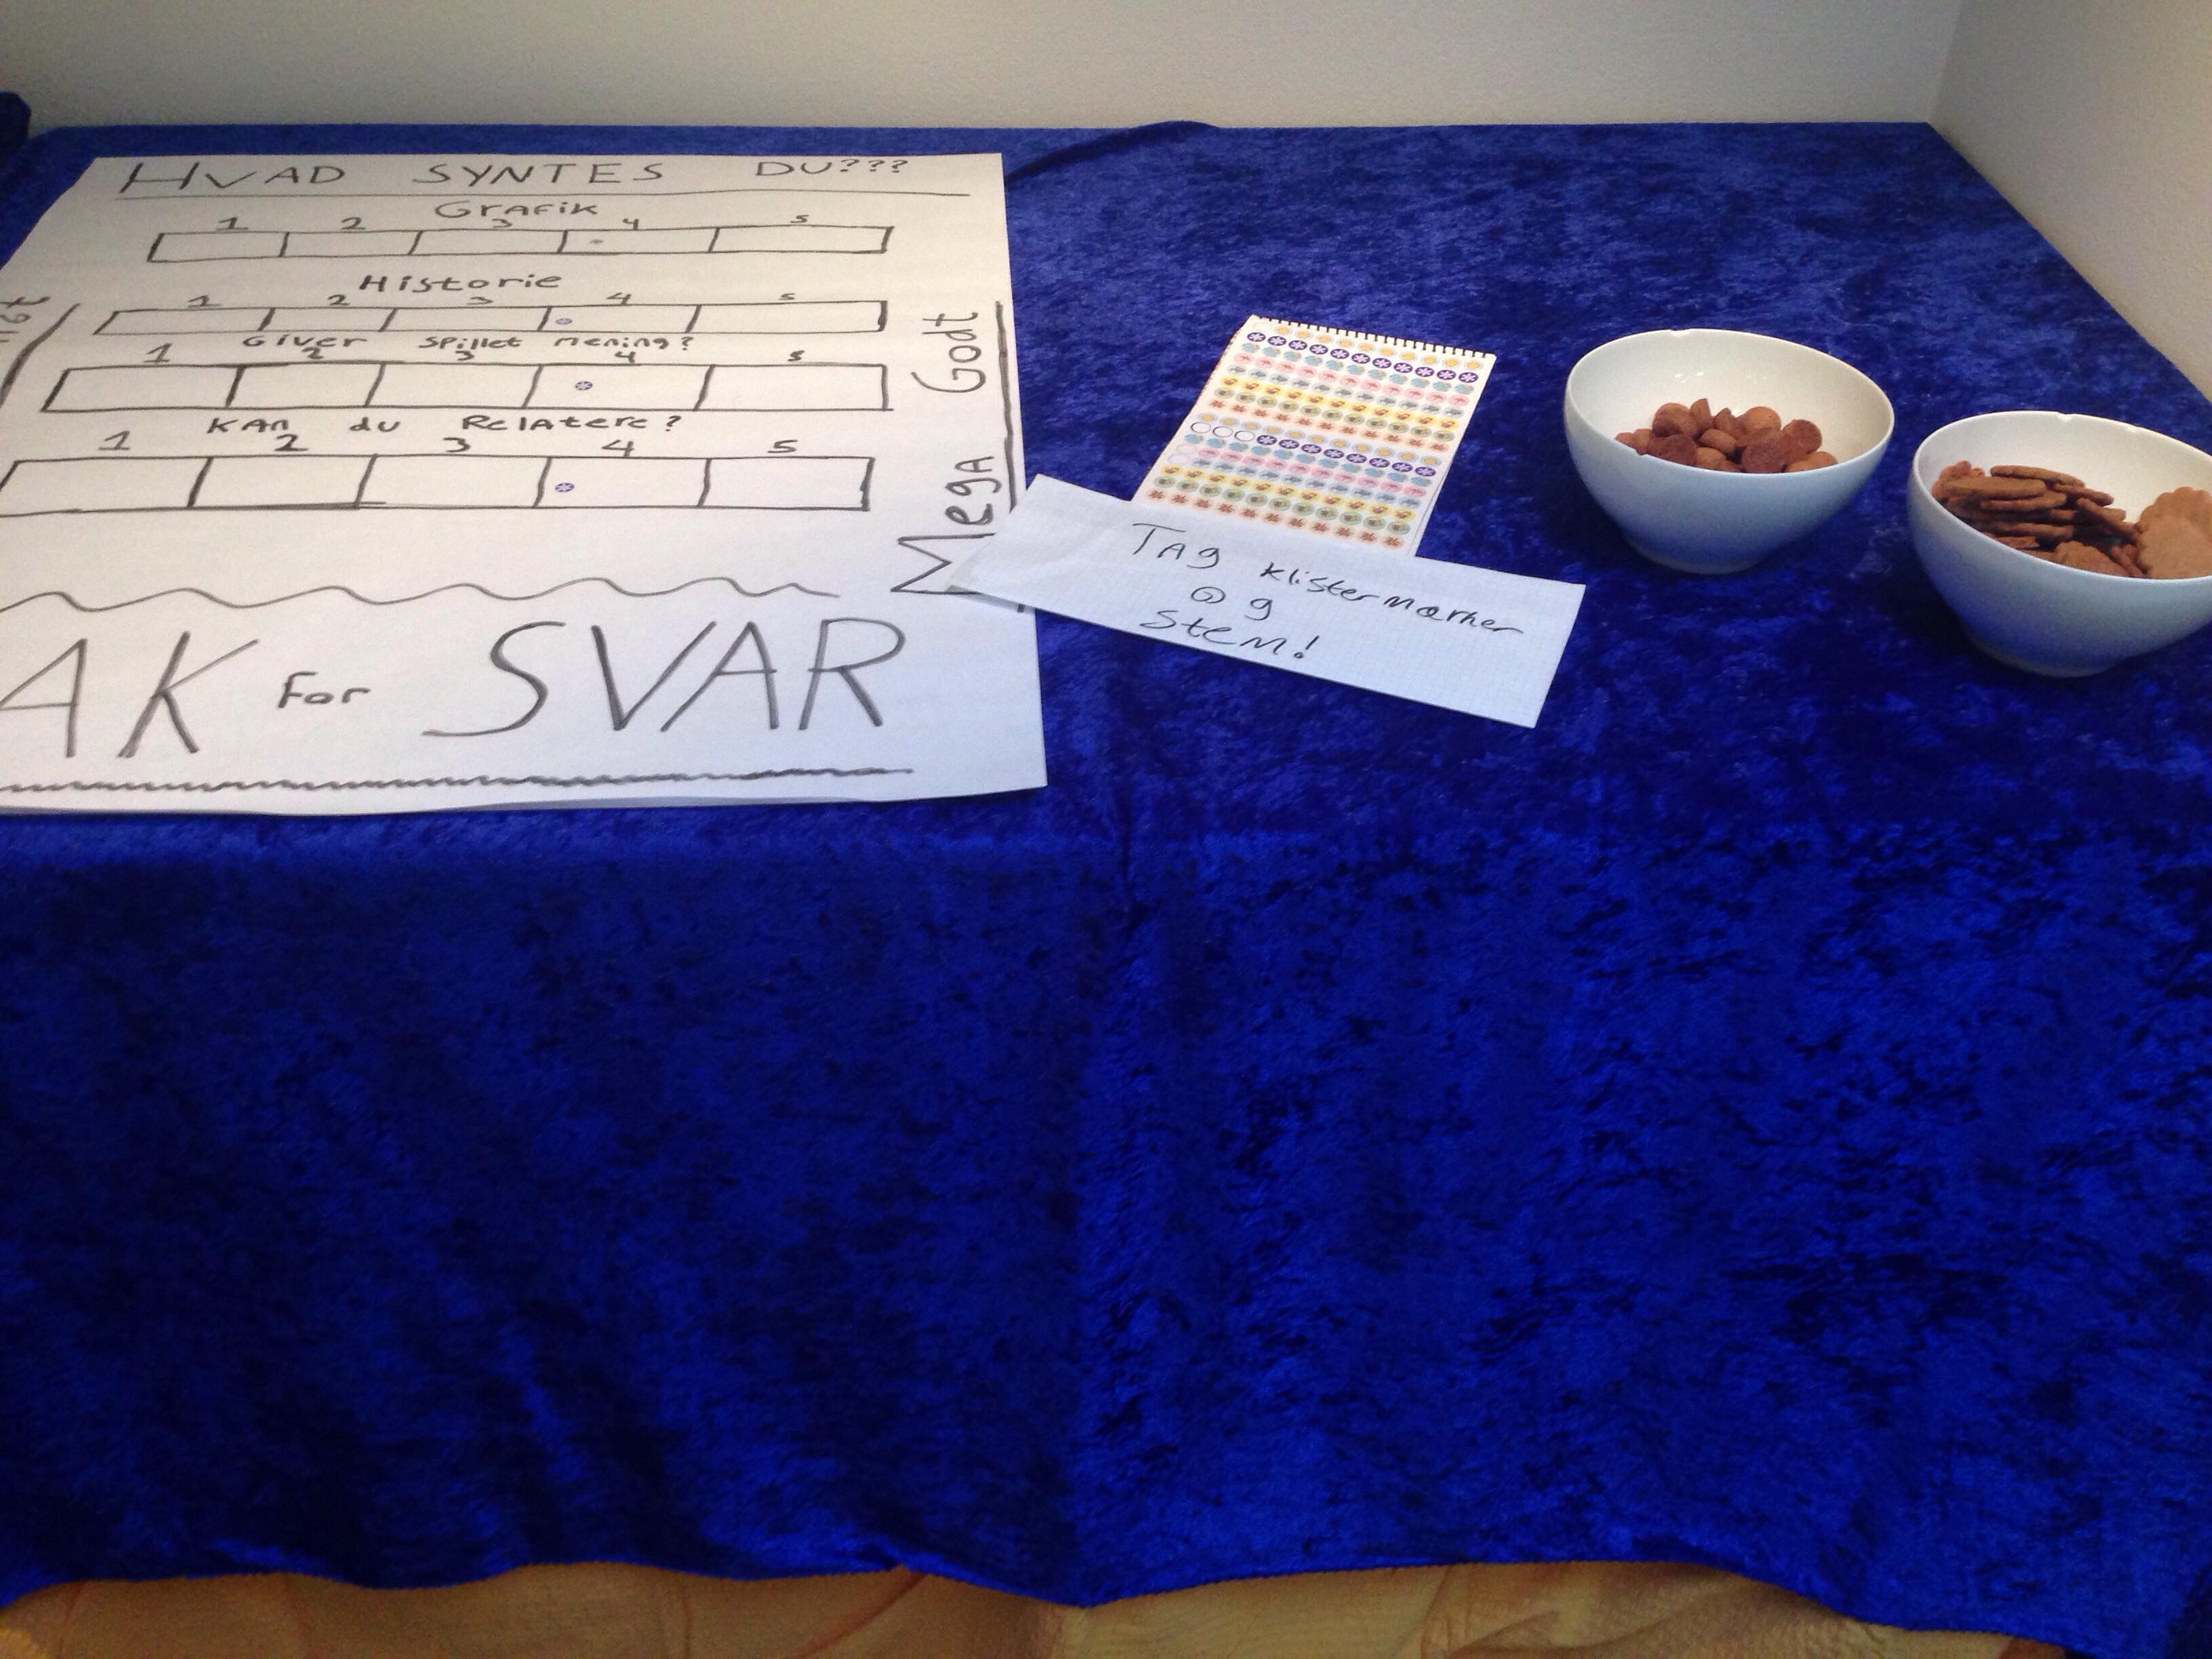 HVAD SYNTES DU???
Grafik
1 2 3 4 5
Historie
1 2 3 4 5
Giver Spillet mening?
1 2 3 4 5
Kan du Relatere?
1 2 3 4 5
Mega Godt
AK for SVAR
Tag klistermærker
og
Stem!